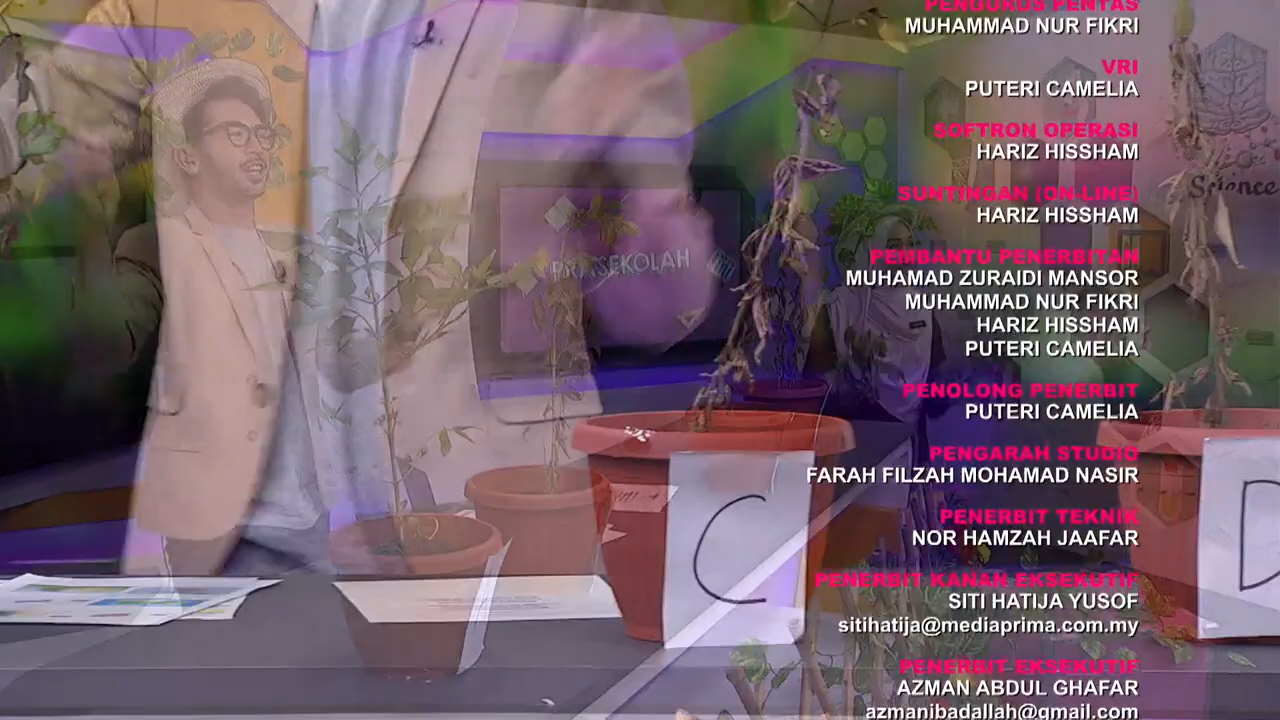 PENGURUS PENTAS
MUHAMMAD NUR FIKRI
VRI
PUTERI CAMELIA
SOFTRON OPERASI
HARIZ HISSHAM
SUNTINGAN (ON-LINE)
HARIZ HISSHAM
PEMBANTU PENERBITAN
MUHAMAD ZURAIDI MANSOR
MUHAMMAD NUR FIKRI
HARIZ HISSHAM
PUTERI CAMELIA
PENOLONG PENERBIT
PUTERI CAMELIA
PENGARAH STUDIO
FARAH FILZAH MOHAMAD NASIR
PENERBIT TEKNIK
NOR HAMZAH JAAFAR
PENERBIT KANAN EKSEKUTIF
SITI HATIJA YUSOF
sitihatija@mediaprima.com.my
PENERBIT EKSEKUTIF
AZMAN ABDUL GHAFAR
azmanibadallah@gmail.com
Science
C
D